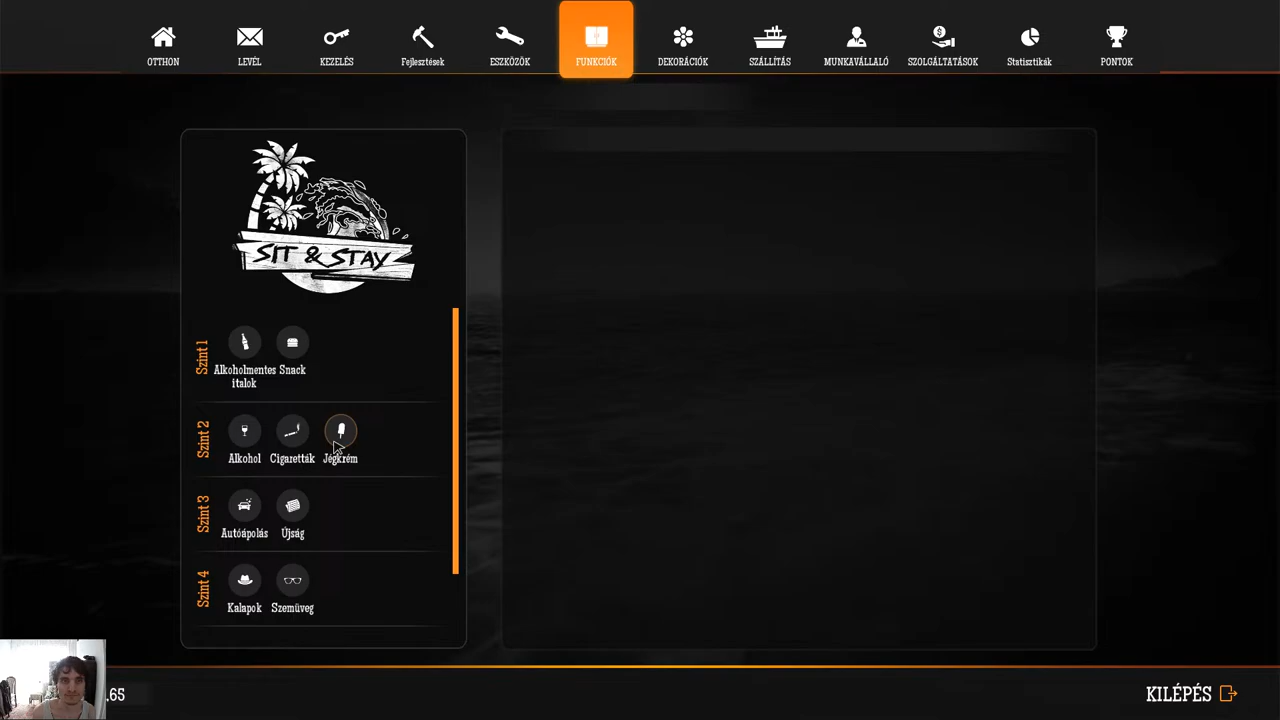 OTTHON LEVÉL KEZELÉS Fejlesztések ESZKÖZÖK FUNKCIÓK DEKORÁCIÓK SZÁLLÍTÁS MUNKAVÁLLALÓ SZOLGÁLTATÁSOK Statisztikák PONTOK
SIT & STAY
Szint 1
Alkoholmentes Snack
italok
Szint 2
Alkohol Cigaretták Jégkrém
Szint 3
Autóápolás Újság
Szint 4
Kalapok Szemüveg
.65
KILÉPÉS